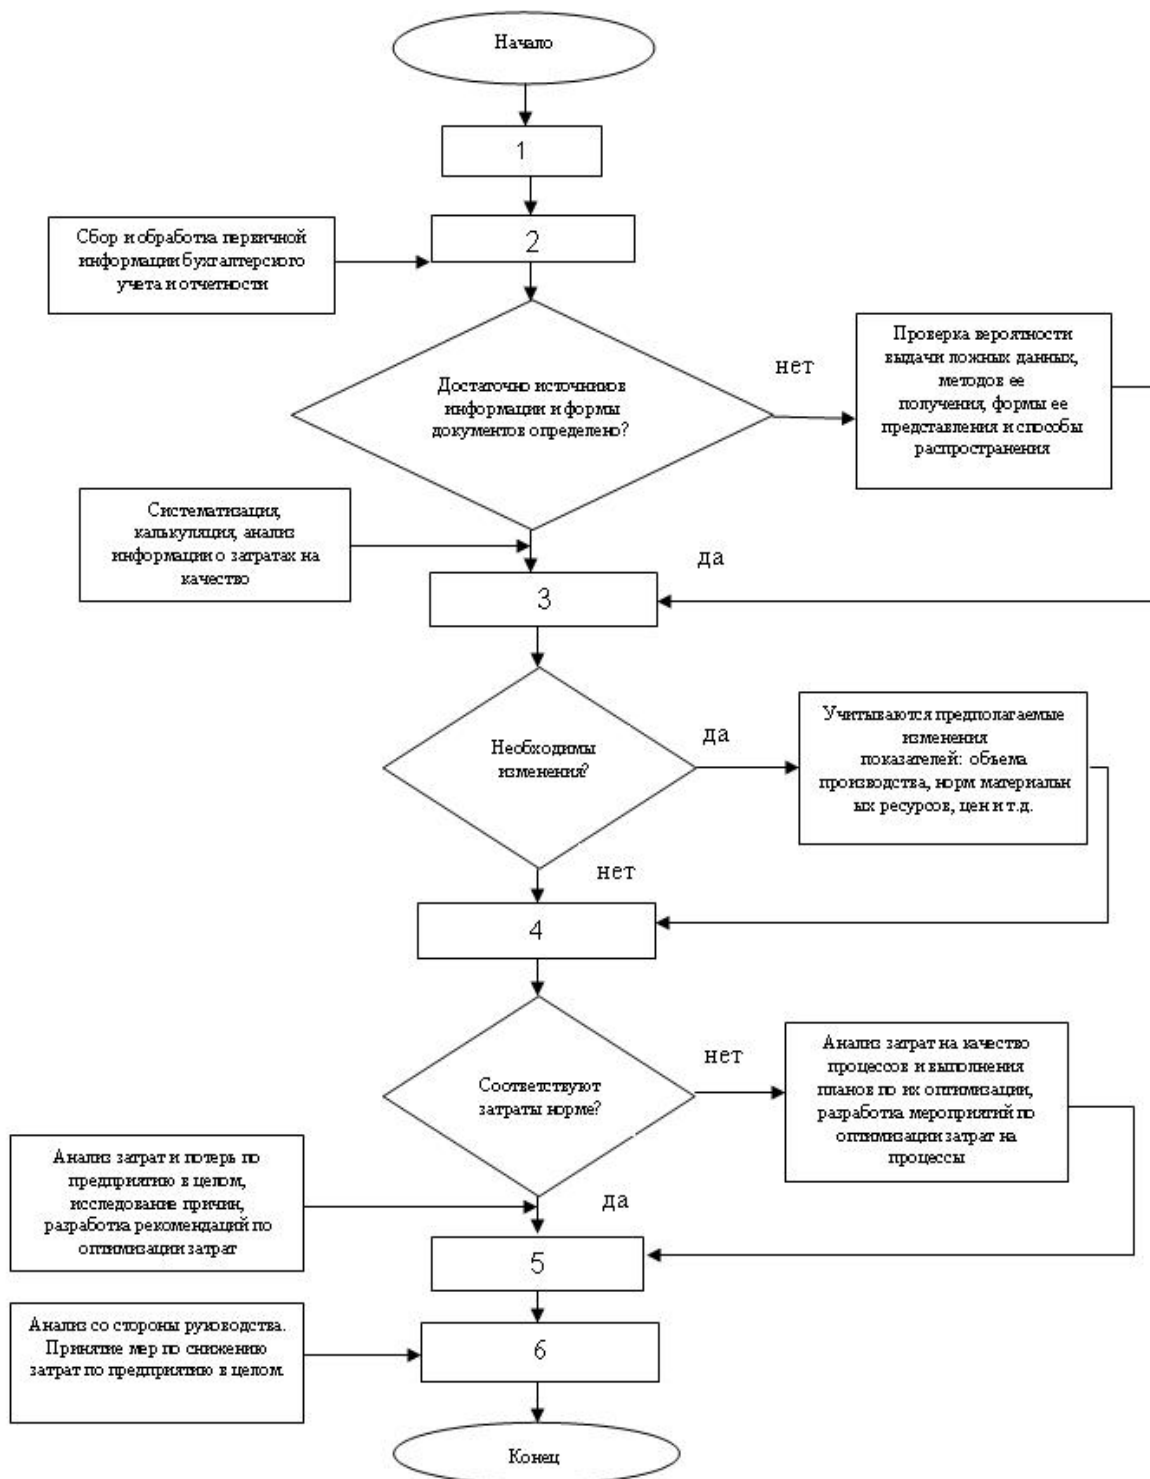 Начало
1
2
Сбор и обработка первичной
информации бухгалтерского
учета и отчетности
Достаточно источников
информации и формы
документов определено?
нет
Проверка вероятности
выдачи ложных данных,
методов ее
получения, формы ее
представления и способы
распространения
Систематизация,
калькуляция, анализ
информации о затратах на
качество
да
3
Необходимы
изменения?
да
Учитываются предполагаемые
изменения
показателей: объема
производства, норм материальн
ых ресурсов, цен и т.д.
нет
4
Соответствуют
затраты норме?
нет
Анализ затрат на качество
процессов и выполнения
планов по их оптимизации,
разработка мероприятий по
оптимизации затрат на
процессы
Анализ затрат и потерь по
предприятию в целом,
исследование причин,
разработка рекомендаций по
оптимизации затрат
да
5
Анализ со стороны руководства.
Принятие мер по снижению
затрат по предприятию в целом.
6
Конец